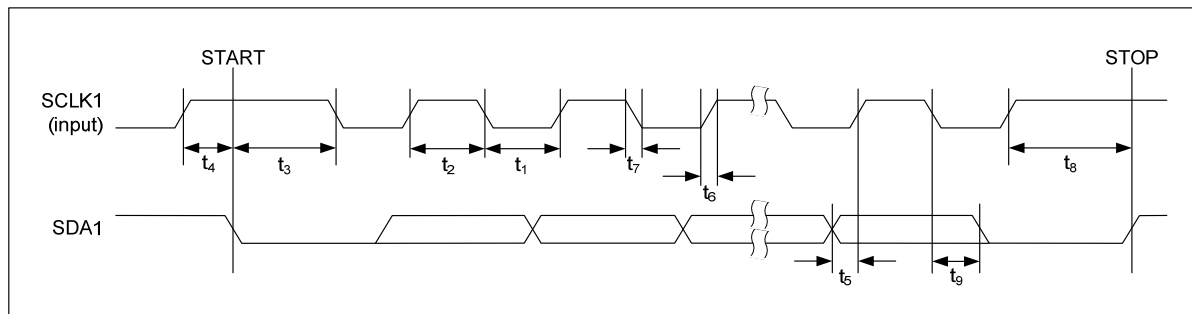 START STOP
SCLK1
(input)
t4 t3 t2 t1 t7 t6 t8
SDA1
t5 t9